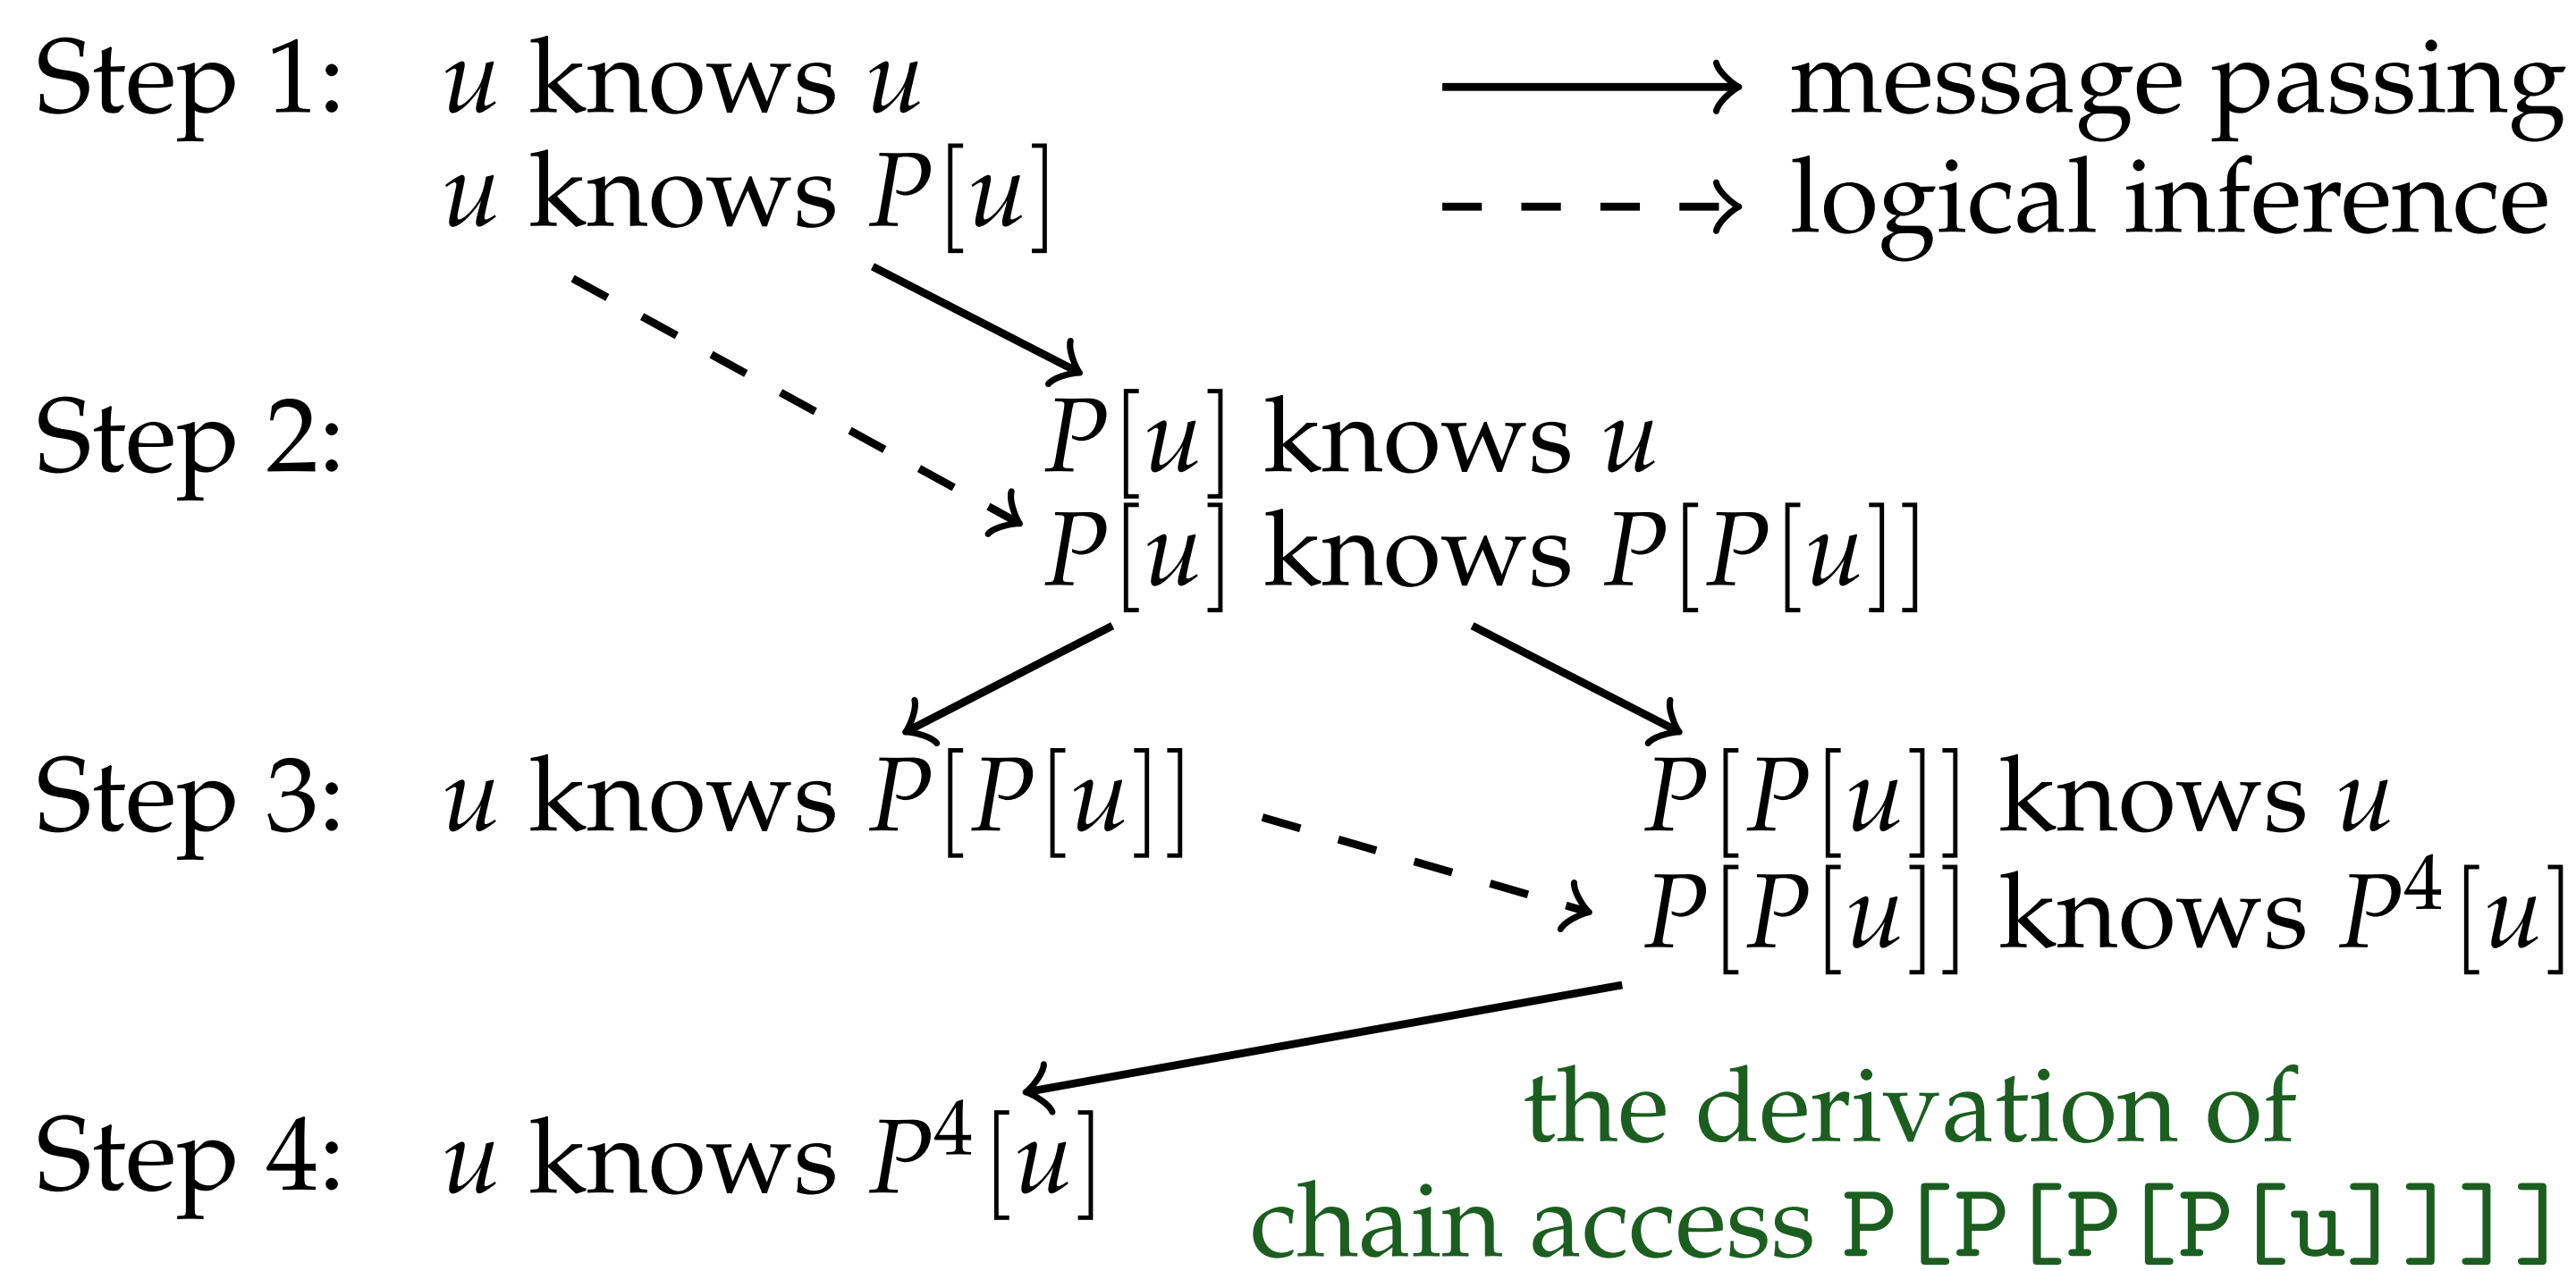 Step 1: u knows u
message passing
u knows P[u]
logical inference
Step 2: P[u] knows u
P[u] knows P[P[u]]
Step 3: u knows P[P[u]]
P[P[u]] knows u
P[P[u]] knows P⁴[u]
Step 4: u knows P⁴[u]
the derivation of
chain access P[P[P[P[u]]]]